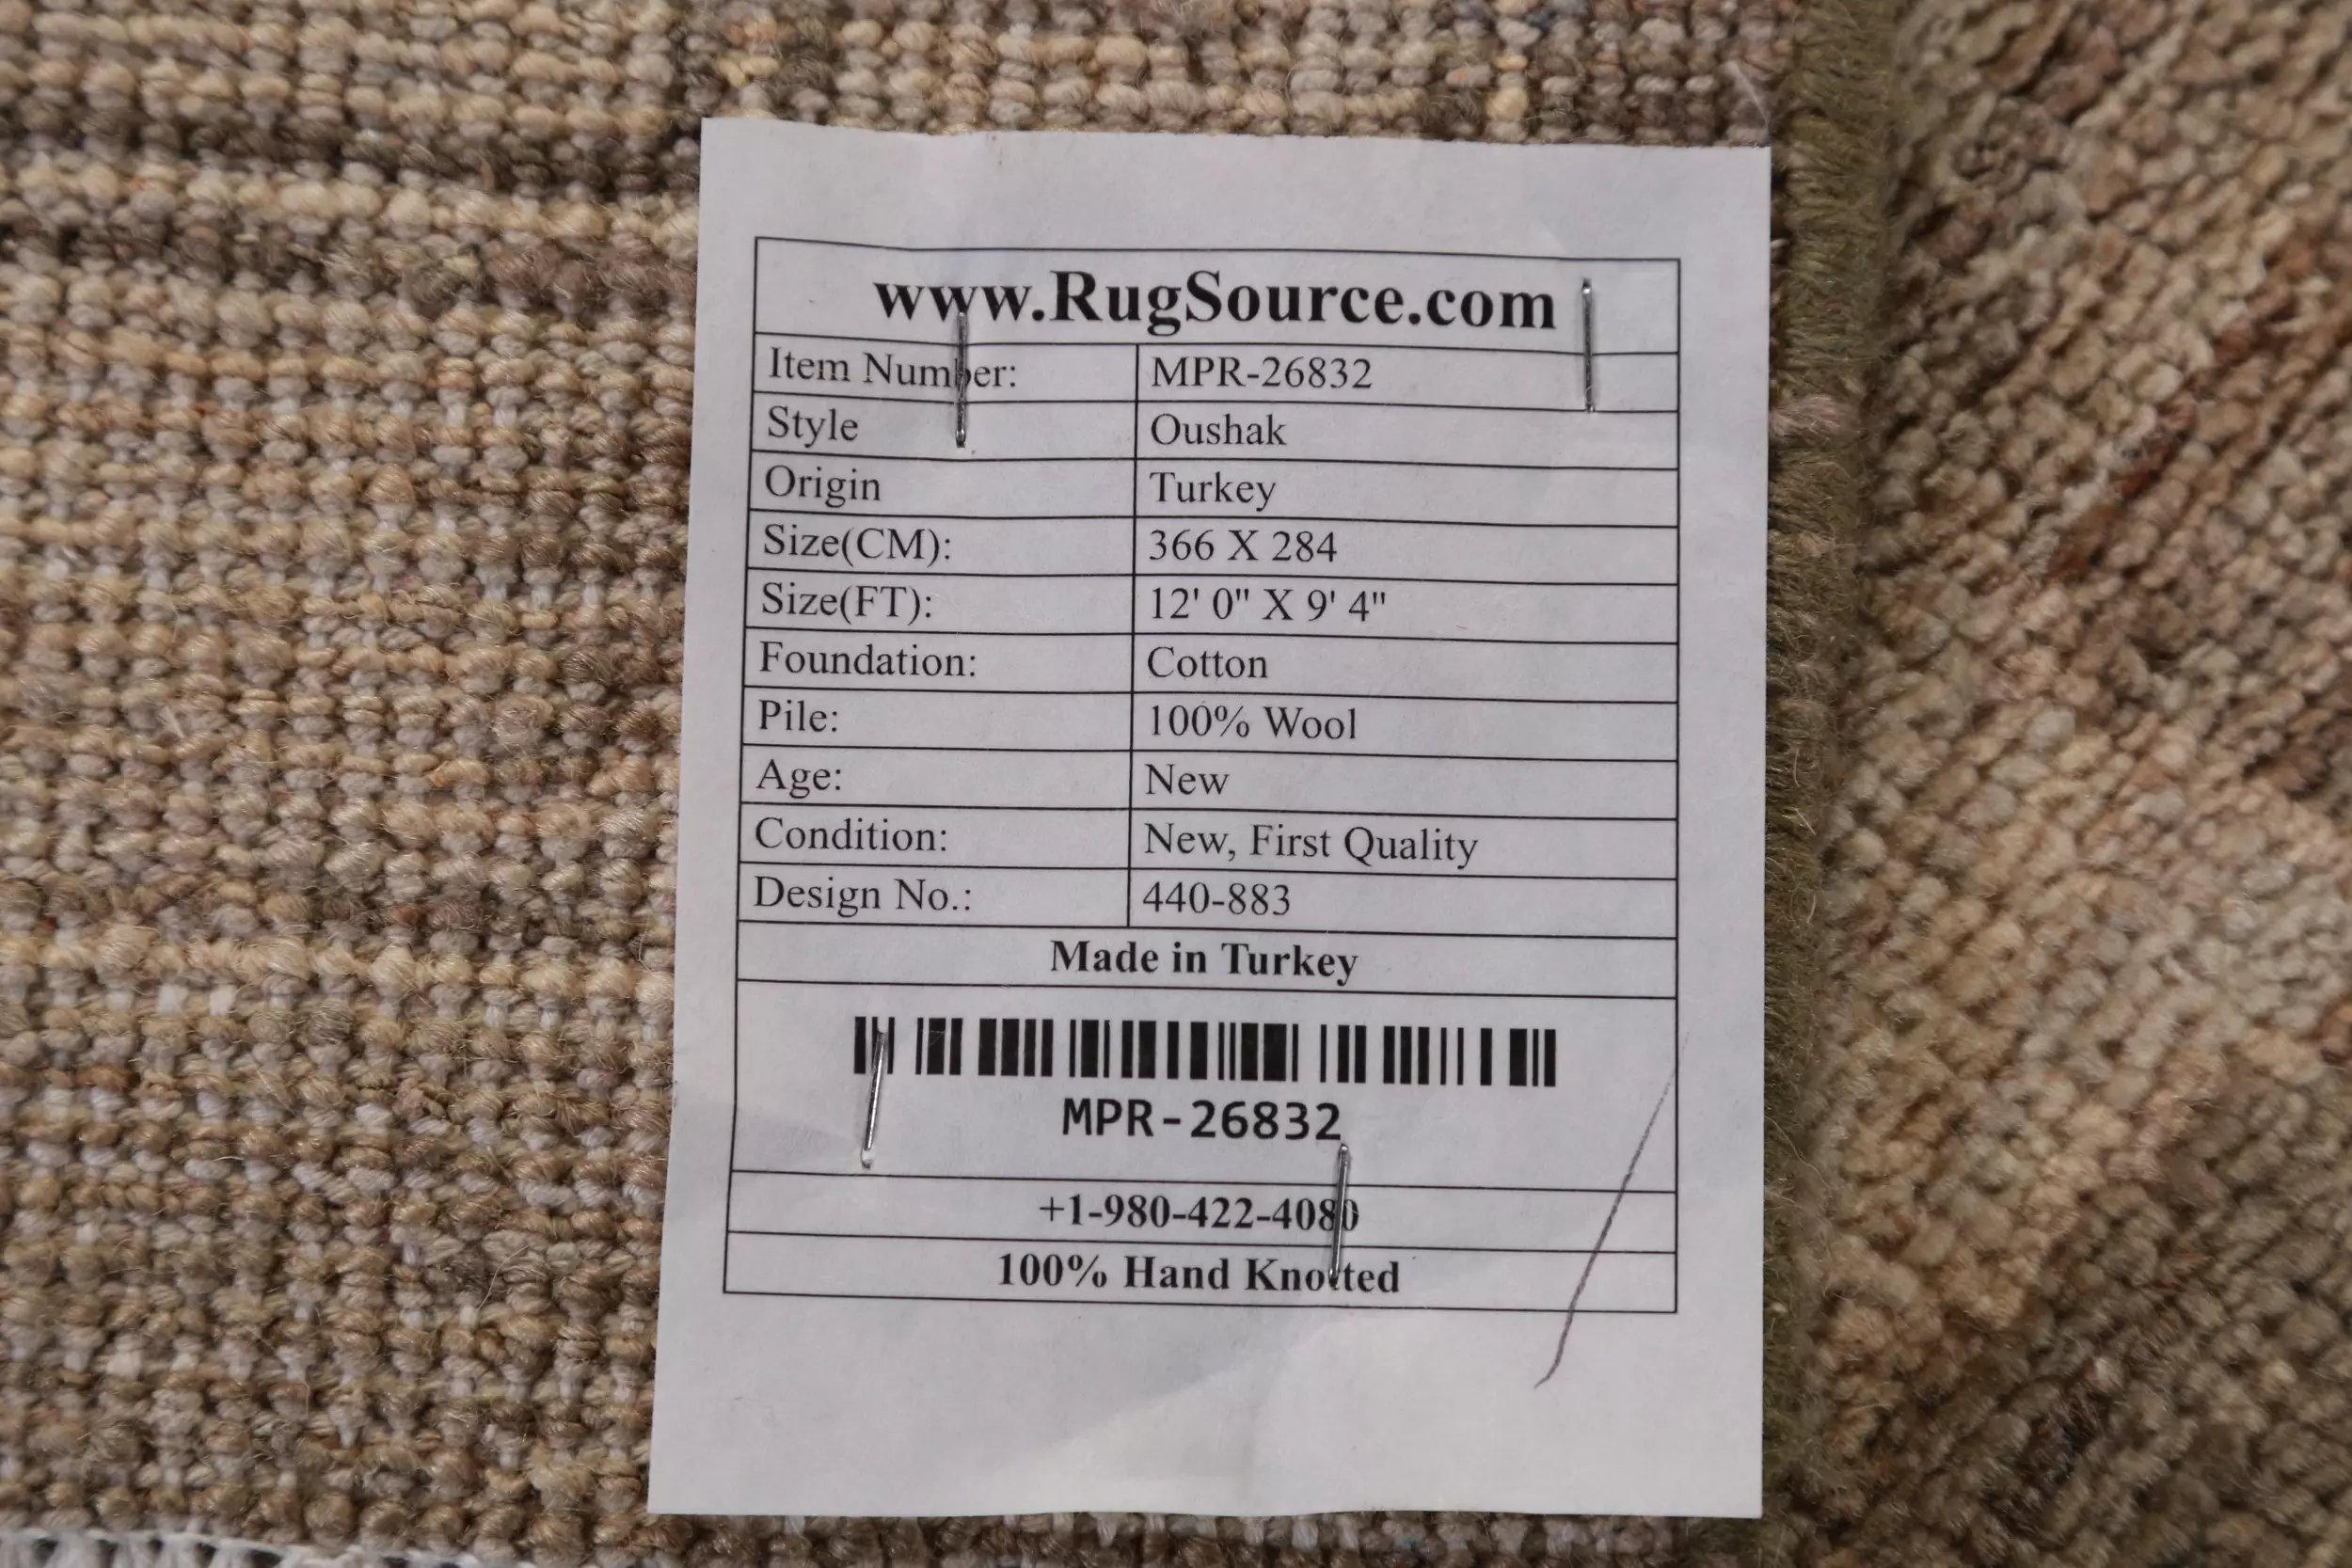 www.RugSource.com
Item Number: MPR-26832
Style Oushak
Origin Turkey
Size(CM): 366 X 284
Size(FT): 12' 0" X 9' 4"
Foundation: Cotton
Pile: 100% Wool
Age: New
Condition: New, First Quality
Design No.: 440-883
Made in Turkey
MPR-26832
+1-980-422-4080
100% Hand Knotted